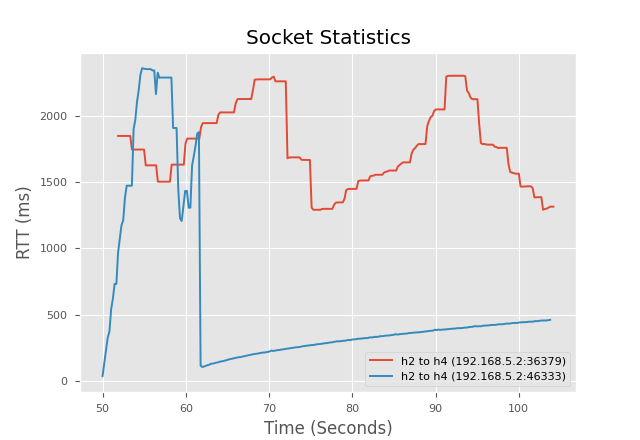 Socket Statistics
RTT (ms)
2000
1500
1000
500
0
50
60
70
80
90
100
Time (Seconds)
h2 to h4 (192.168.5.2:36379)
h2 to h4 (192.168.5.2:46333)